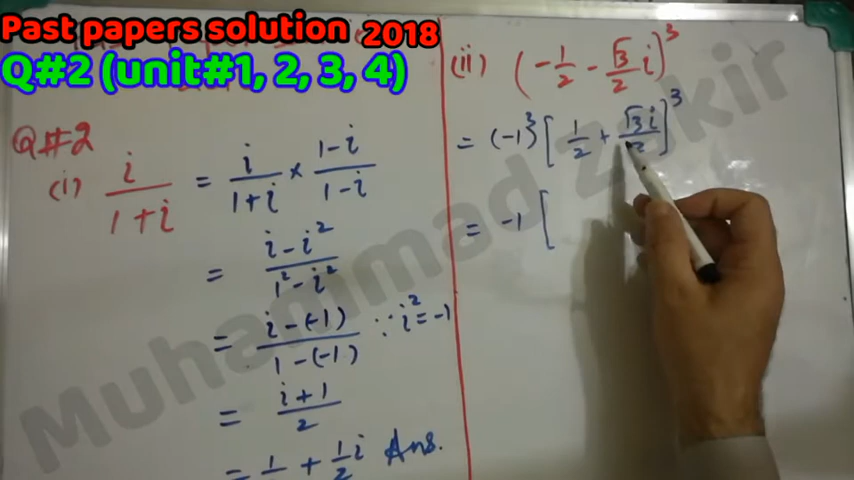 Past papers solution 2018
Q#2 (unit#1, 2, 3, 4)
Q#2
(i) i/(1+i) = i/(1+i) × (1-i)/(1-i)
= (i-i²)/(1²-i²)
= (i-(-1))/(1-(-1)) ∵ i²=-1
= (i+1)/2
= 1/ + 1/2 i Ans.
(ii) (-1/2 - √3/2 i)³
= (-1)³ [1/2 + √3i/2]³
= -1 [
Muhammad Zakir